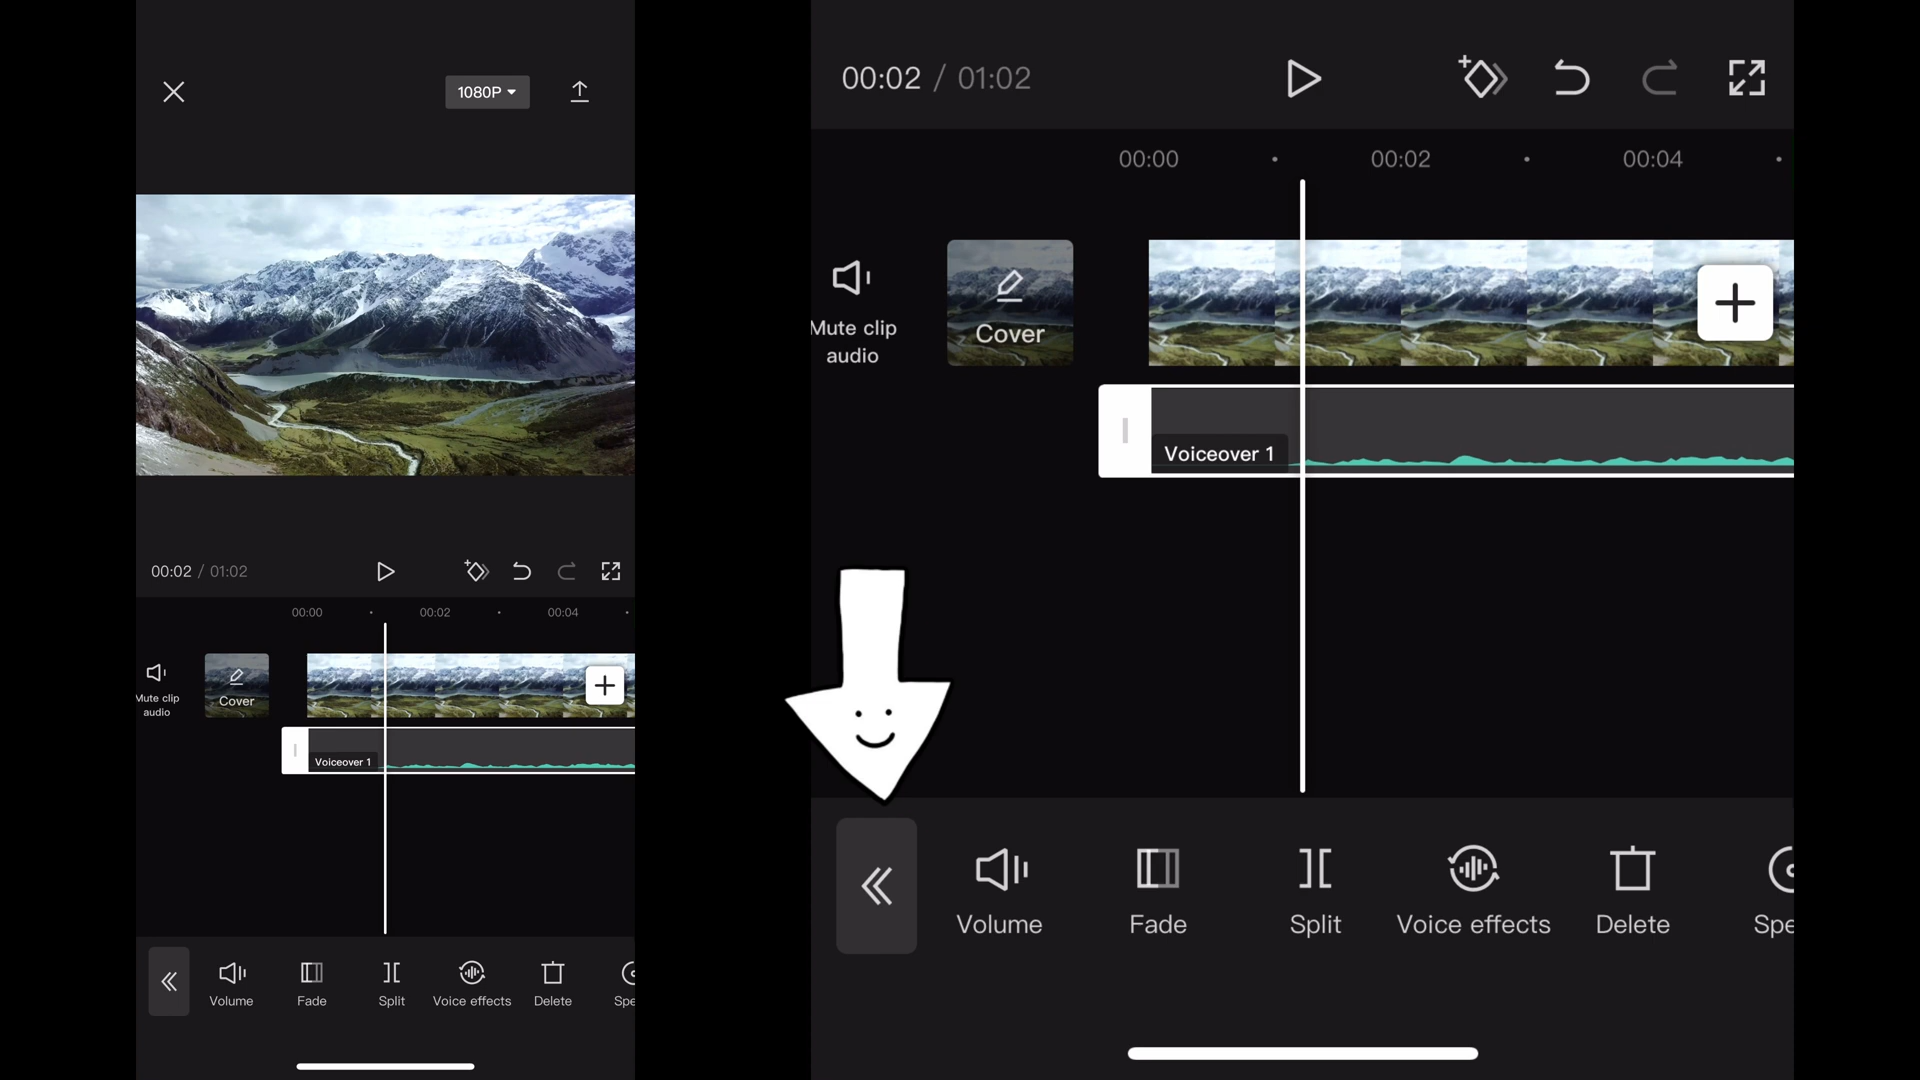 1080P
00:02 / 01:02
00:00
00:02
00:04
Mute clip
audio
Cover
Voiceover 1
Volume
Fade
Split
Voice effects
Delete
Spe
00:02 / 01:02
00:00
00:02
00:04
Mute clip
audio
Cover
Voiceover 1
Volume
Fade
Split
Voice effects
Delete
Spe